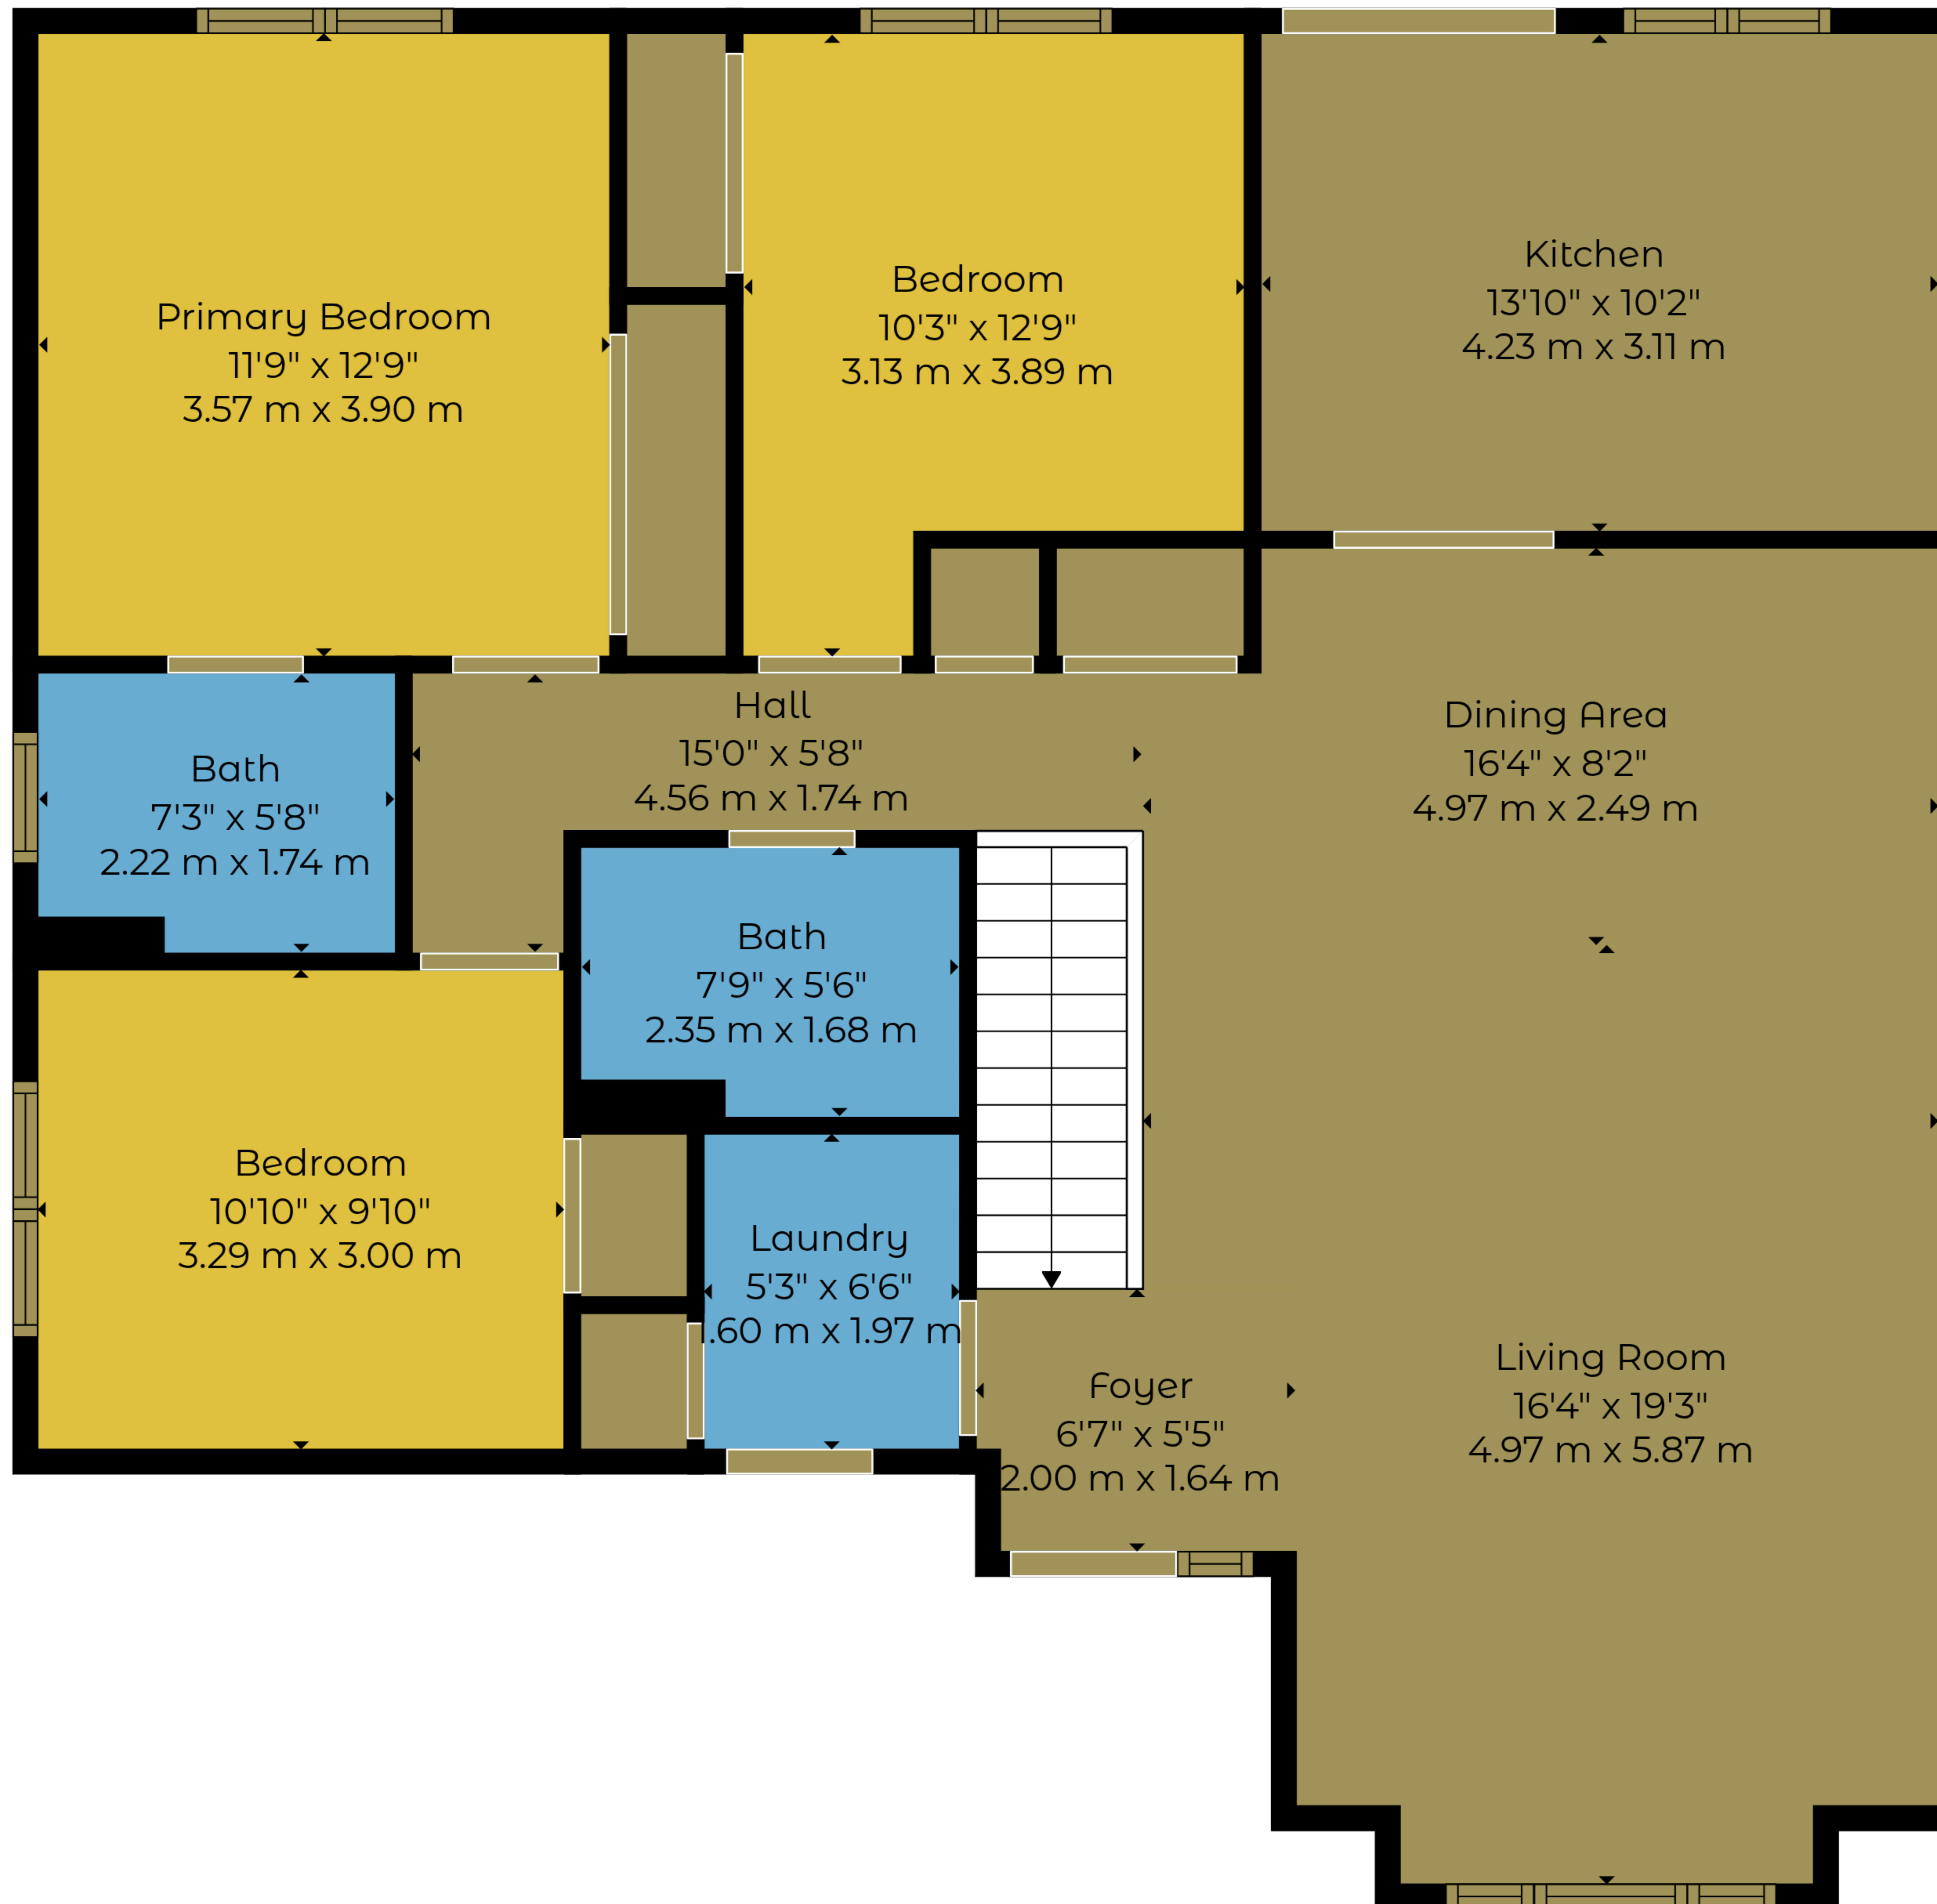 Primary Bedroom
11'9" x 12'9"
3.57 m x 3.90 m
Bedroom
10'3" x 12'9"
3.13 m x 3.89 m
Kitchen
13'10" x 10'2"
4.23 m x 3.11 m
Hall
15'0" x 5'8"
4.56 m x 1.74 m
Dining Area
16'4" x 8'2"
4.97 m x 2.49 m
Bath
7'3" x 5'8"
2.22 m x 1.74 m
Bath
7'9" x 5'6"
2.35 m x 1.68 m
Bedroom
10'10" x 9'10"
3.29 m x 3.00 m
Laundry
5'3" x 6'6"
1.60 m x 1.97 m
Foyer
6'7" x 5'5"
2.00 m x 1.64 m
Living Room
16'4" x 19'3"
4.97 m x 5.87 m